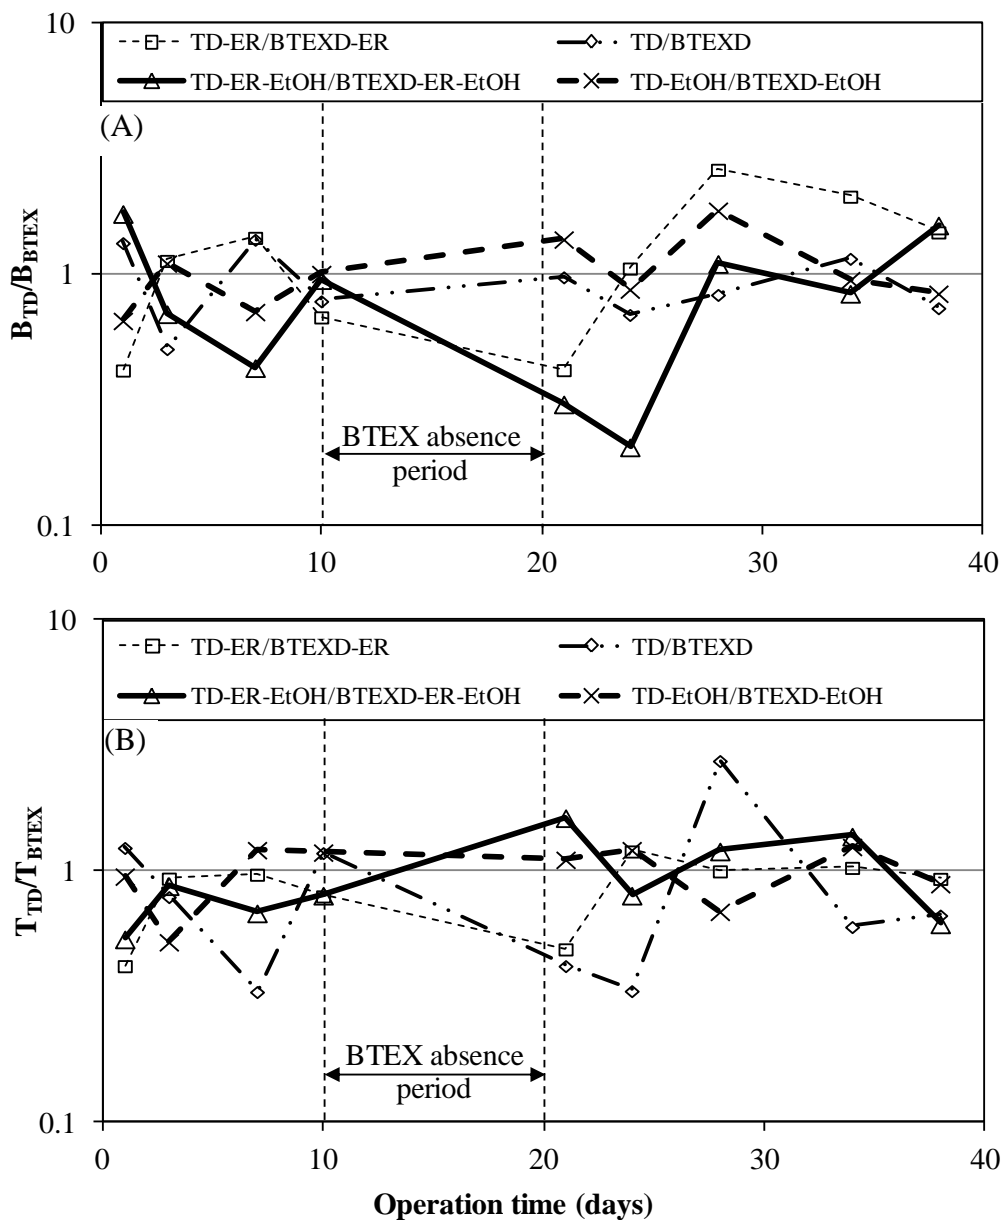 10
TD-ER/BTEXD-ER
TD/BTEXD
TD-ER-EtOH/BTEXD-ER-EtOH
TD-EtOH/BTEXD-EtOH
(A)
B_TD/B_BTEX
1
BTEX absence
period
0.1
0 10 20 30 40
10
TD-ER/BTEXD-ER
TD/BTEXD
TD-ER-EtOH/BTEXD-ER-EtOH
TD-EtOH/BTEXD-EtOH
(B)
T_TD/T_BTEX
1
BTEX absence
period
0.1
0 10 20 30 40
Operation time (days)